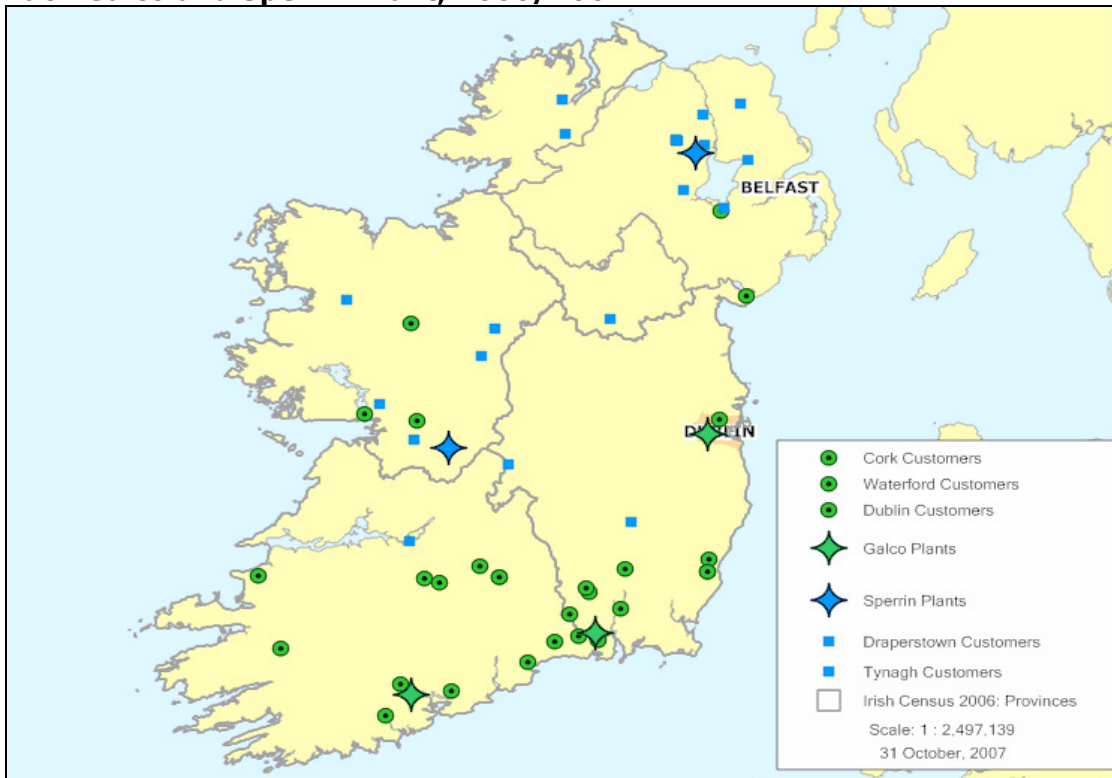 BELFAST
DUBLIN
Cork Customers
Waterford Customers
Dublin Customers
Galco Plants
Sperrin Plants
Draperstown Customers
Tynagh Customers
Irish Census 2006: Provinces
Scale: 1 : 2,497,139
31 October, 2007